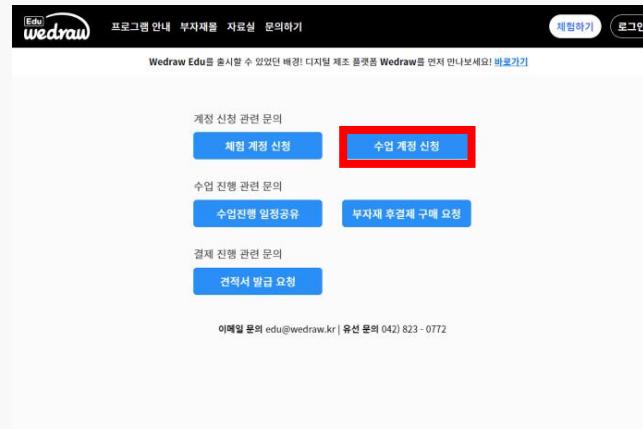 Edu
wedraw
프로그램 안내 부자재몰 자료실 문의하기
체험하기
Wedraw Edu를 출시할 수 있었던 배경! 디지털 제조 플랫폼 Wedraw를 먼저 만나보세요! 바로가기
계정 신청 관련 문의
체험 계정 신청
수업 계정 신청
수업 진행 관련 문의
수업진행 일정공유
부자재 후결제 구매 요청
결제 진행 관련 문의
견적서 발급 요청
이메일 문의 edu@wedraw.kr | 유선 문의 042) 823 - 0772